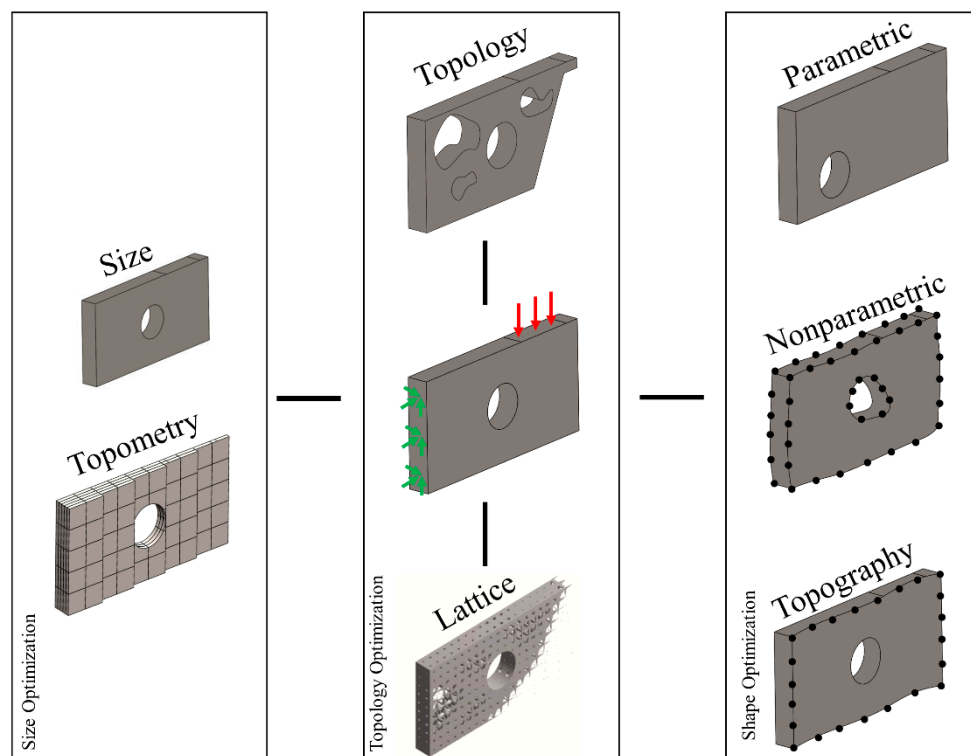 Size
Topometry
Size Optimization
Topology
Lattice
Topology Optimization
Parametric
Nonparametric
Topography
Shape Optimization